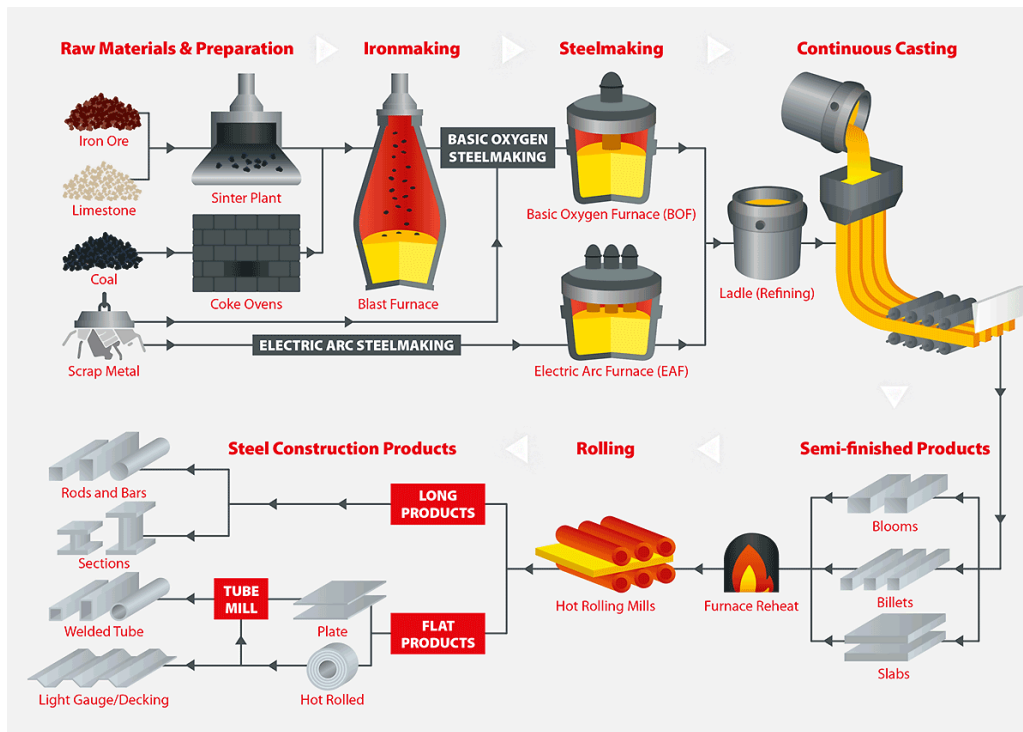 Raw Materials & Preparation
Ironmaking
Steelmaking
Continuous Casting
Iron Ore
Limestone
Coal
Scrap Metal
Sinter Plant
Coke Ovens
Blast Furnace
BASIC OXYGEN
STEELMAKING
ELECTRIC ARC STEELMAKING
Basic Oxygen Furnace (BOF)
Electric Arc Furnace (EAF)
Ladle (Refining)
Semi-finished Products
Blooms
Billets
Slabs
Rolling
Furnace Reheat
Hot Rolling Mills
Steel Construction Products
LONG
PRODUCTS
FLAT
PRODUCTS
Rods and Bars
Sections
Plate
Hot Rolled
TUBE
MILL
Welded Tube
Light Gauge/Decking